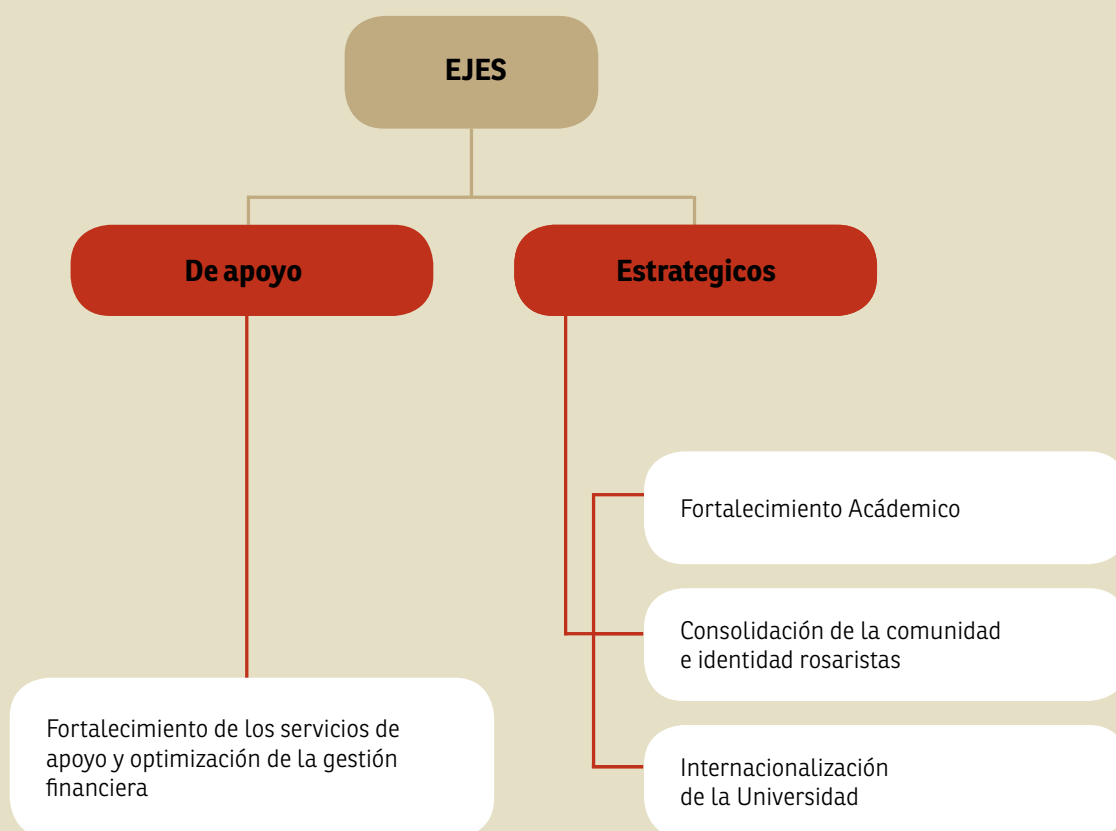 EJES
De apoyo
Estrategicos
Fortalecimiento Acádemico
Consolidación de la comunidad
e identidad rosaristas
Fortalecimiento de los servicios de
apoyo y optimización de la gestión
financiera
Internacionalización
de la Universidad